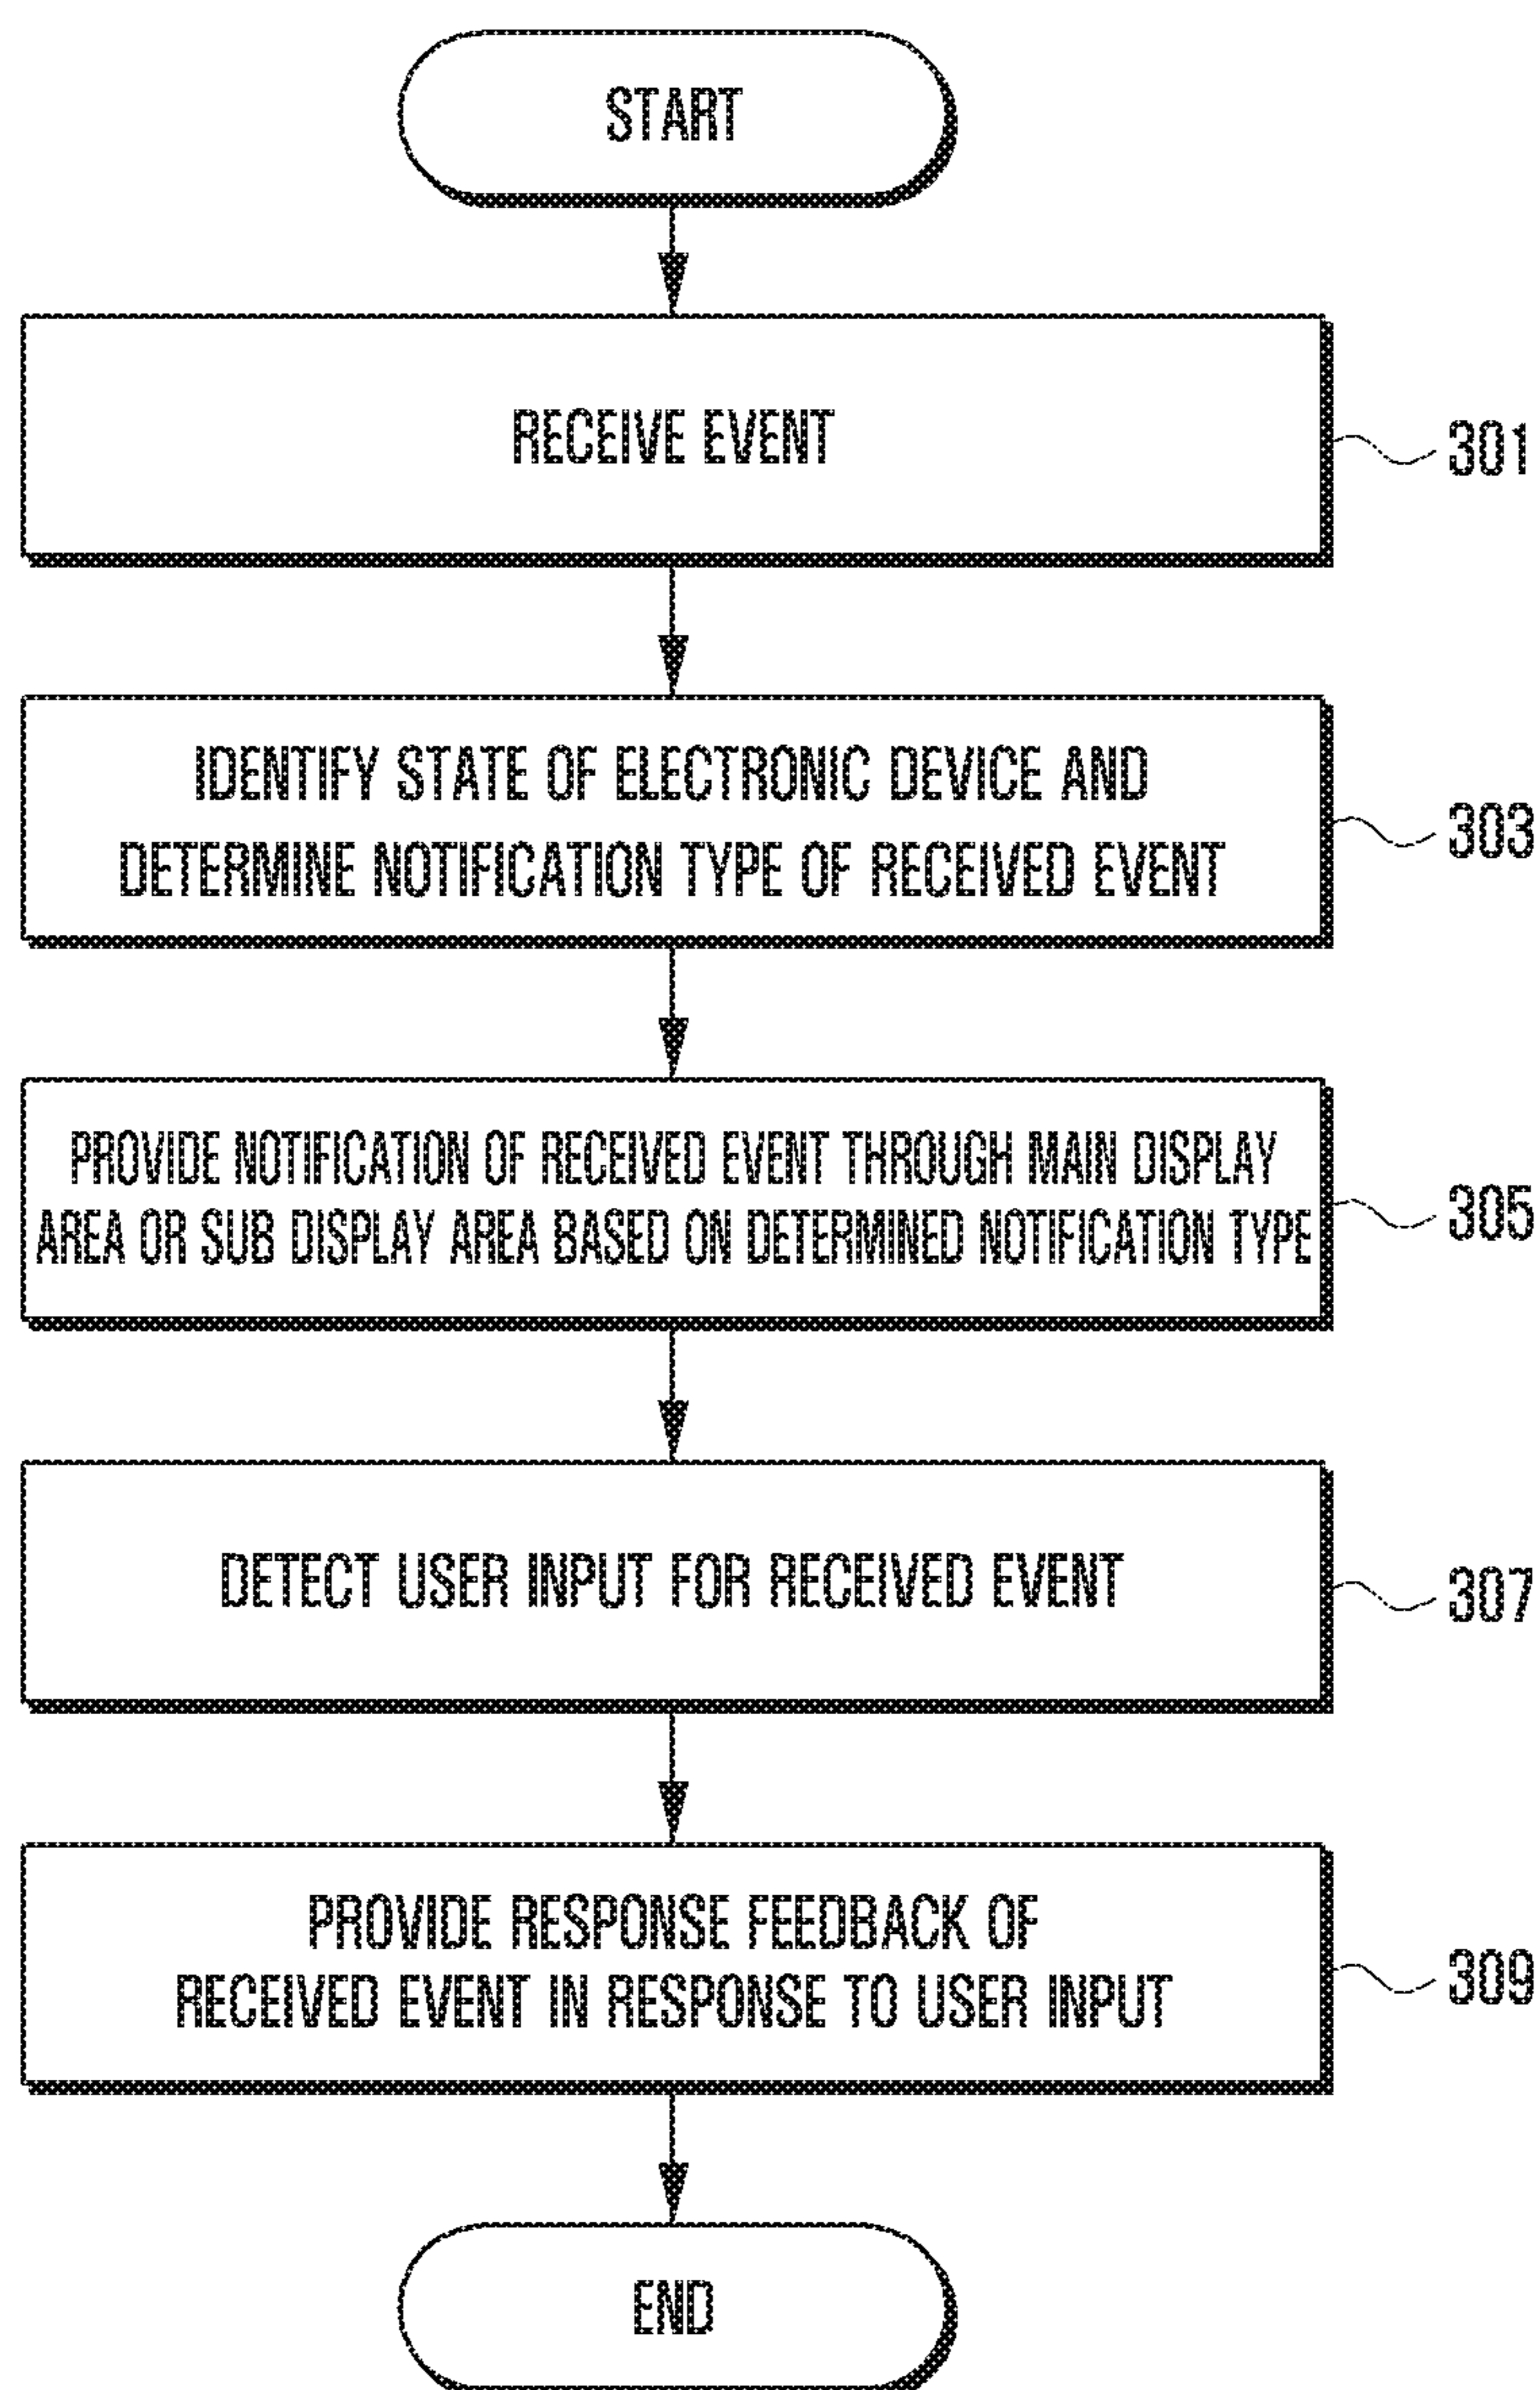 START
RECEIVE EVENT
301
IDENTIFY STATE OF ELECTRONIC DEVICE AND
DETERMINE NOTIFICATION TYPE OF RECEIVED EVENT
303
PROVIDE NOTIFICATION OF RECEIVED EVENT THROUGH MAIN DISPLAY
AREA OR SUB DISPLAY AREA BASED ON DETERMINED NOTIFICATION TYPE
305
DETECT USER INPUT FOR RECEIVED EVENT
307
PROVIDE RESPONSE FEEDBACK OF
RECEIVED EVENT IN RESPONSE TO USER INPUT
309
END